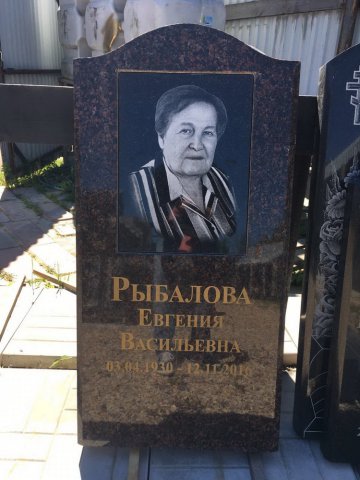 РЫБАЛОВА
ЕВГЕНИЯ
ВАСИЛЬЕВНА
03.04.1930 - 12.11.2016